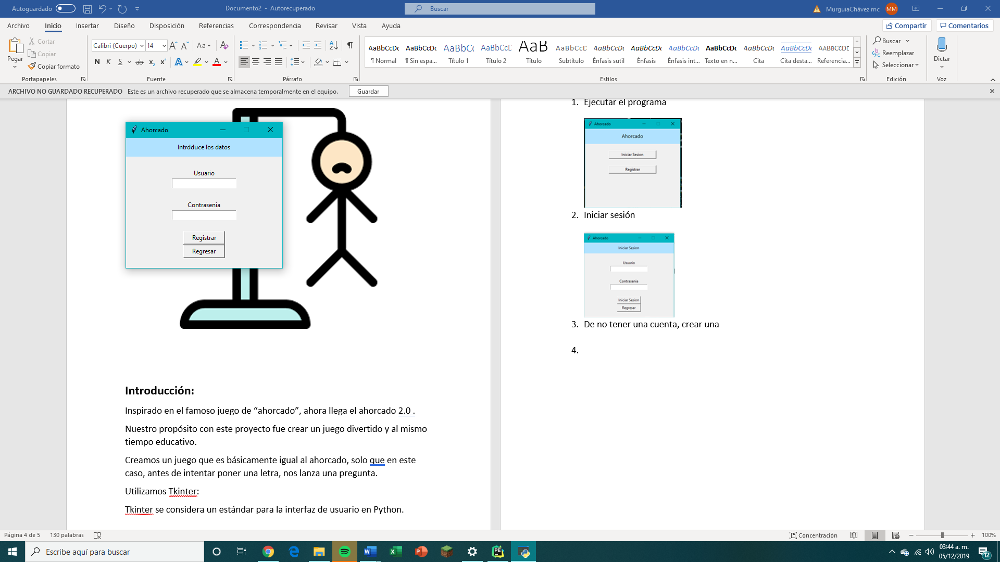 Autoguardado
Documento2 - Autorecuperado
Buscar
MurguiaChávez mc
MM
Archivo
Inicio
Insertar
Diseño
Disposición
Referencias
Correspondencia
Revisar
Vista
Ayuda
Compartir
Comentarios
Pegar
Cortar
Copiar
Copiar formato
Portapapeles
Calibri (Cuerpo)
14
Fuente
Párrafo
AaBbCcDc
¶ Normal
AaBbCcDc
¶ Sin espa...
AaBbCc
Título 1
AaBbCcD
Título 2
AaB
Título
AaBbCcD
Subtítulo
AaBbCcDc
Énfasis sutil
AaBbCcDc
Énfasis
AaBbCcDc
Énfasis int...
AaBbCcDc
Texto en n...
AaBbCcDc
Cita
AaBbCcDc
Cita desta...
AABBCCDE
Referencia...
Estilos
Buscar
Reemplazar
Seleccionar
Edición
Dictar
Voz
ARCHIVO NO GUARDADO RECUPERADO Este es un archivo recuperado que se almacena temporalmente en el equipo.
Guardar
Ahorcado
Intrdduce los datos
Usuario
Contrasenia
Registrar
Regresar
Introducción:
Inspirado en el famoso juego de “ahorcado”, ahora llega el ahorcado 2.0 .
Nuestro propósito con este proyecto fue crear un juego divertido y al mismo
tiempo educativo.
Creamos un juego que es básicamente igual al ahorcado, solo que en este
caso, antes de intentar poner una letra, nos lanza una pregunta.
Utilizamos Tkinter:
Tkinter se considera un estándar para la interfaz de usuario en Python.
1. Ejecutar el programa
Ahorcado
Ahorcado
Iniciar Sesion
Registrar
2. Iniciar sesión
Ahorcado
Iniciar Sesion
Usuario
Contrasenia
Iniciar Sesion
Regresar
3. De no tener una cuenta, crear una
4.
Página 4 de 5
130 palabras
Concentración
100%
Escribe aquí para buscar
03:44 a. m.
05/12/2019
12